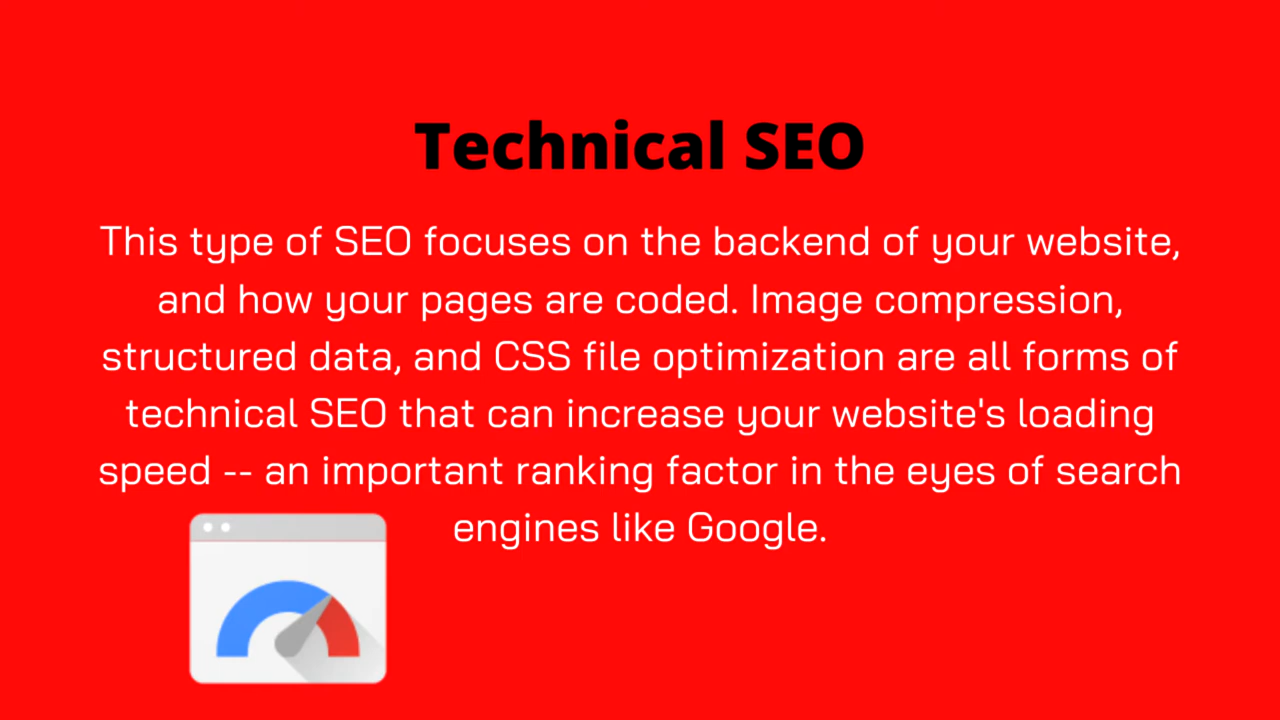 Technical SEO
This type of SEO focuses on the backend of your website,
and how your pages are coded. Image compression,
structured data, and CSS file optimization are all forms of
technical SEO that can increase your website's loading
speed -- an important ranking factor in the eyes of search
engines like Google.